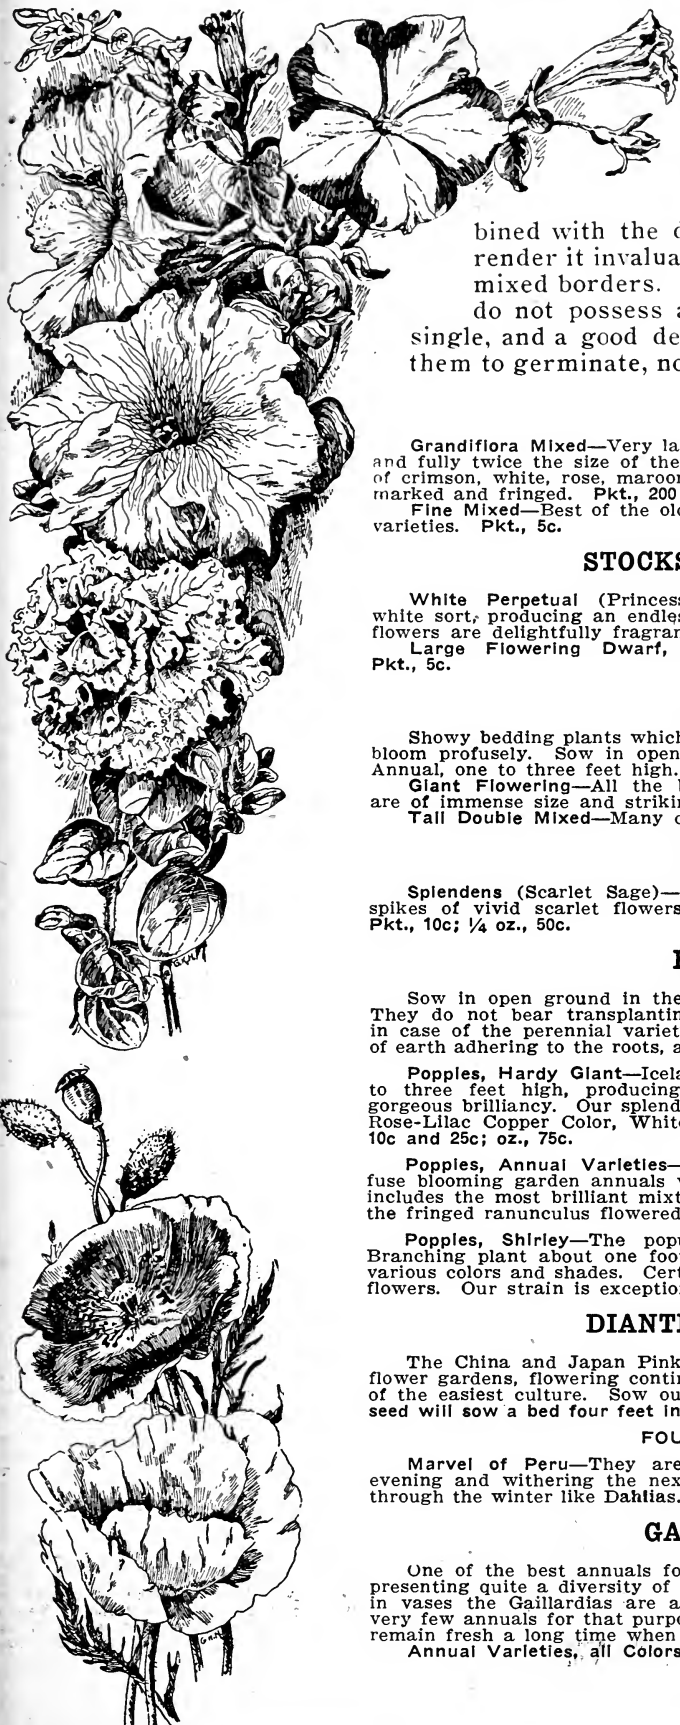 bined with the
render it invalua
mixed borders.
do not possess a
single, and a good de
them to germinate, no
Grandiflora Mixed—Very la
and fully twice the size of the
of crimson, white, rose, maroon
marked and fringed. Pkt., 200
Fine Mixed—Best of the old
varieties. Pkt., 5c.
STOCKS
White Perpetual (Princess
white sort, producing an endles
flowers are delightfully fragran
Large Flowering Dwarf,
Pkt., 5c.
Showy bedding plants which
bloom profusely. Sow in open
Annual, one to three feet high.
Giant Flowering—All the
are of immense size and strikin
Tall Double Mixed—Many
Splendens (Scarlet Sage)—
spikes of vivid scarlet flowers
Pkt., 10c; ¼ oz., 50c.
Sow in open ground in the
They do not bear transplantin
in case of the perennial variet
of earth adhering to the roots, a
Poppies, Hardy Giant—Icela
to three feet high, producing
gorgeous brilliancy. Our splend
Rose-Lilac Copper Color, White
10c and 25c; oz., 75c.
Poppies, Annual Varieties—
fuse blooming garden annuals
includes the most brilliant mixt
the fringed ranunculus flowered
Poppies, Shirley—The popu
Branching plant about one foo
various colors and shades. Cert
flowers. Our strain is exceptio
DIANTH
The China and Japan Pink
flower gardens, flowering contin
of the easiest culture. Sow ou
seed will sow a bed four feet in
FOU
Marvel of Peru—They are
evening and withering the nex
through the winter like Dahlias.
GA
One of the best annuals fo
presenting quite a diversity of
in vases the Gaillardias are a
very few annuals for that purpo
remain fresh a long time when
Annual Varieties, all Colors